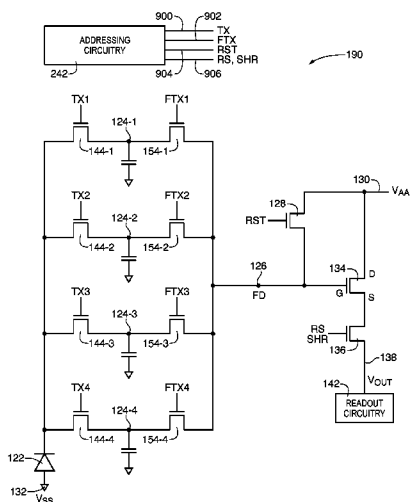 900 902
ADDRESSING CIRCUITRY
TX
FTX
RST
RS, SHR
242
904 906
190
TX1 124-1 FTX1
144-1 154-1
TX2 124-2 FTX2
144-2 154-2
TX3 124-3 FTX3
144-3 154-3
TX4 124-4 FTX4
144-4 154-4
122
132
VSS
128
RST
130
VAA
126
FD
134
D
G
S
RS
SHR
136
138
VOUT
142
READOUT CIRCUITRY